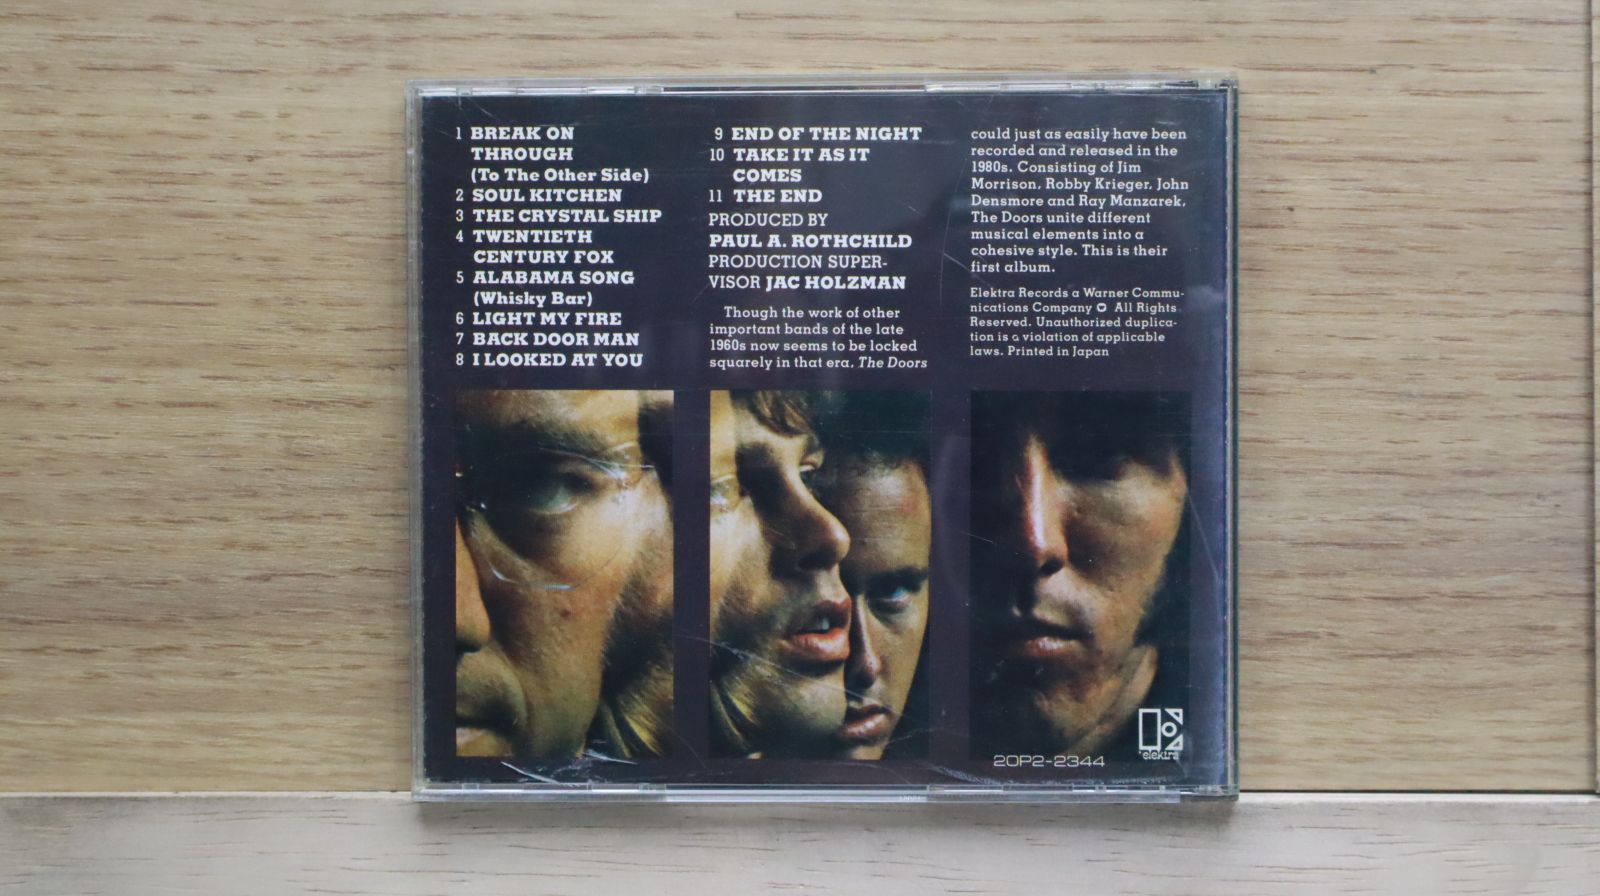 1 BREAK ON
THROUGH
(To The Other Side)
2 SOUL KITCHEN
3 THE CRYSTAL SHIP
4 TWENTIETH
CENTURY FOX
5 ALABAMA SONG
(Whisky Bar)
6 LIGHT MY FIRE
7 BACK DOOR MAN
8 I LOOKED AT YOU
9 END OF THE NIGHT
10 TAKE IT AS IT
COMES
11 THE END
PRODUCED BY
PAUL A. ROTHCHILD
PRODUCTION SUPER-
VISOR JAC HOLZMAN
Though the work of other
important bands of the late
1960s now seems to be locked
squarely in that era, The Doors
could just as easily have been
recorded and released in the
1980s. Consisting of Jim
Morrison, Robby Krieger, John
Densmore and Ray Manzarek,
The Doors unite different
musical elements into a
cohesive style. This is their
first album.
Elektra Records a Warner Commu-
nications Company All Rights
Reserved. Unauthorized duplica-
tion is a violation of applicable
laws. Printed in Japan
elektra
20P2-2344